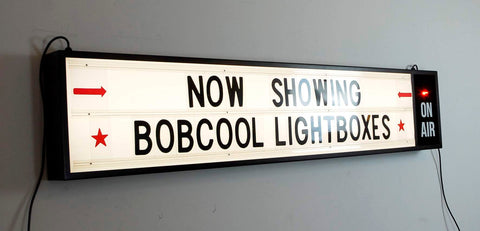 NOW SHOWING
BOBCOOL LIGHTBOXES
ON
AIR